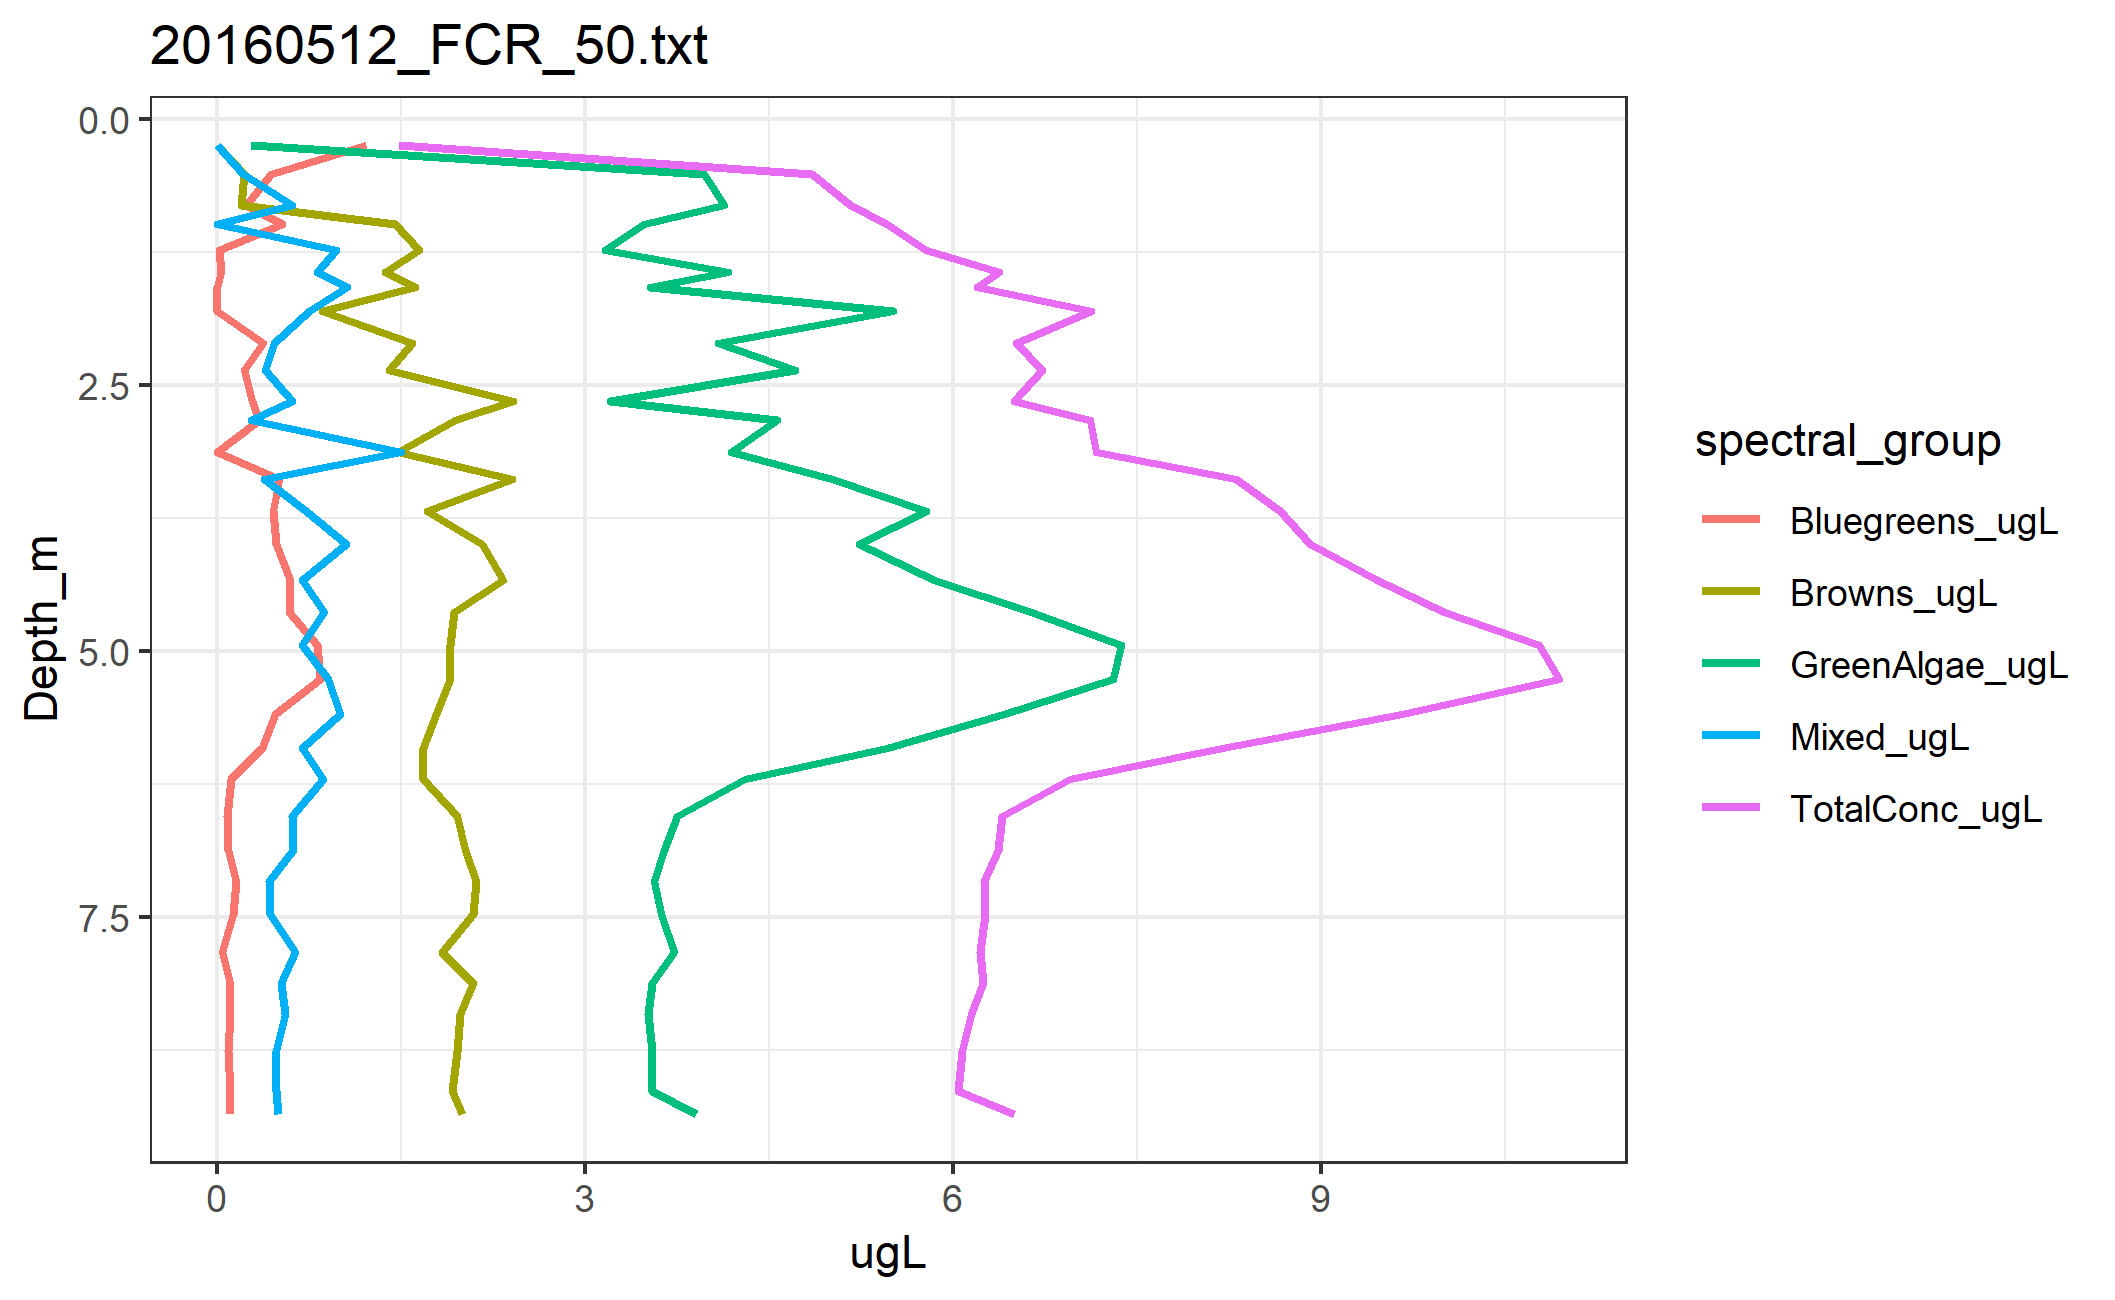 20160512_FCR_50.txt
0.0
2.5
5.0
7.5
Depth_m
0
3
6
9
ugL
spectral_group
Bluegreens_ugL
Browns_ugL
GreenAlgae_ugL
Mixed_ugL
TotalConc_ugL